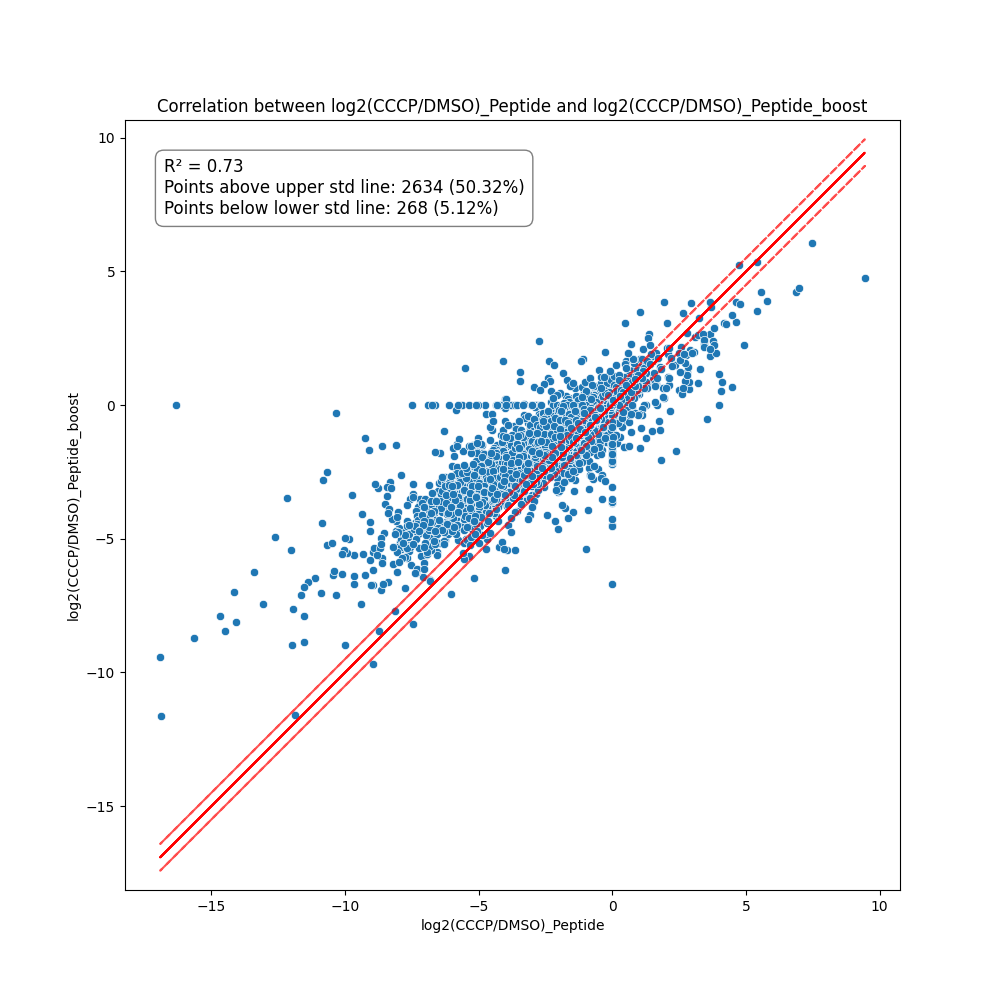 Correlation between log2(CCCP/DMSO)_Peptide and log2(CCCP/DMSO)_Peptide_boost
R² = 0.73
Points above upper std line: 2634 (50.32%)
Points below lower std line: 268 (5.12%)
10
5
0
−5
−10
−15
log2(CCCP/DMSO)_Peptide_boost
−15
−10
−5
0
5
10
log2(CCCP/DMSO)_Peptide